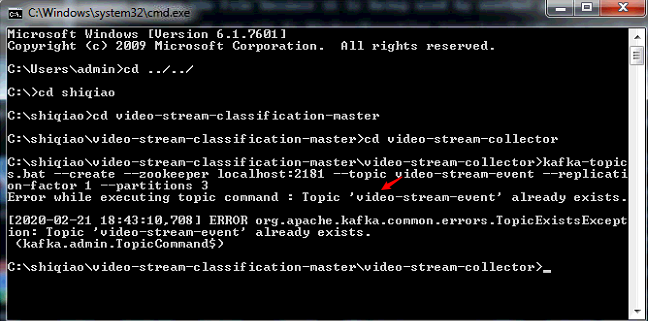 C:\Windows\system32\cmd.exe
Microsoft Windows [Version 6.1.7601]
Copyright (c) 2009 Microsoft Corporation.  All rights reserved.
C:\Users\admin>cd ../../
C:\>cd shiqiao
C:\shiqiao>cd video-stream-classification-master
C:\shiqiao\video-stream-classification-master>cd video-stream-collector
C:\shiqiao\video-stream-classification-master\video-stream-collector>kafka-topic
s.bat --create --zookeeper localhost:2181 --topic video-stream-event --replicati
on-factor 1 --partitions 3
Error while executing topic command : Topic 'video-stream-event' already exists.
[2020-02-21 18:43:10,708] ERROR org.apache.kafka.common.errors.TopicExistsExcept
ion: Topic 'video-stream-event' already exists.
 (kafka.admin.TopicCommand$)
C:\shiqiao\video-stream-classification-master\video-stream-collector>_